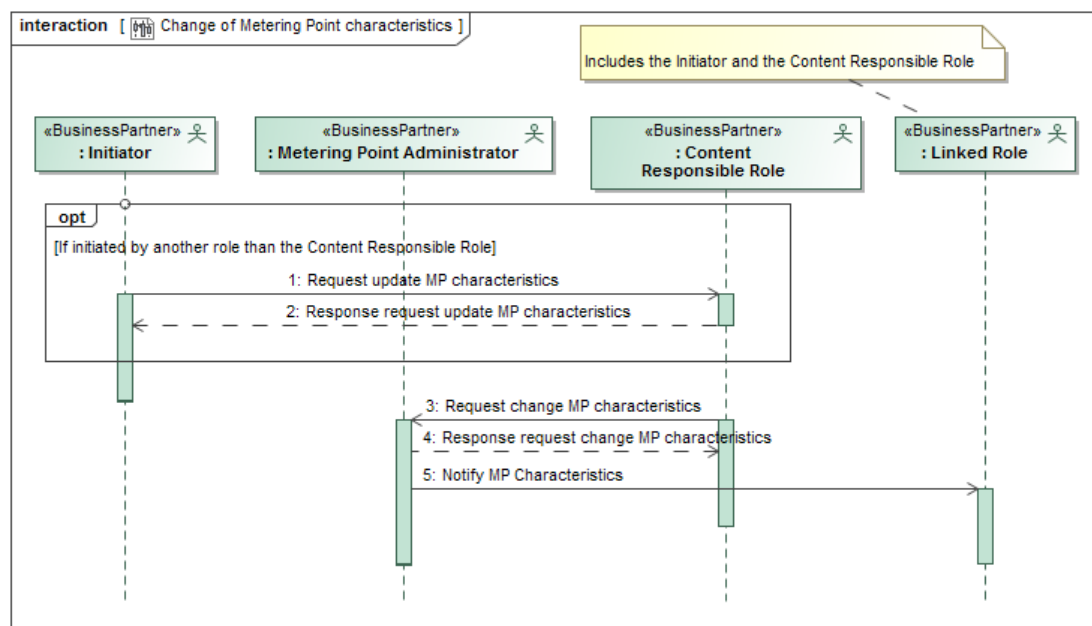 interaction [ Change of Metering Point characteristics ]
Includes the Initiator and the Content Responsible Role
«BusinessPartner»
: Initiator
«BusinessPartner»
: Metering Point Administrator
«BusinessPartner»
: Content
Responsible Role
«BusinessPartner»
: Linked Role
opt
[If initiated by another role than the Content Responsible Role]
1: Request update MP characteristics
2: Response request update MP characteristics
3: Request change MP characteristics
4: Response request change MP characteristics
5: Notify MP Characteristics